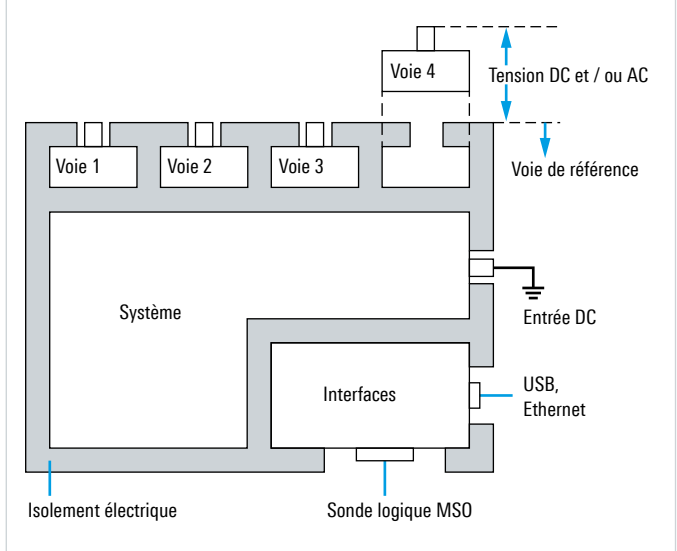 Voie 4
Tension DC et / ou AC
Voie 1
Voie 2
Voie 3
Voie de référence
Système
Entrée DC
Interfaces
USB,
Ethernet
Isolement électrique
Sonde logique MSO